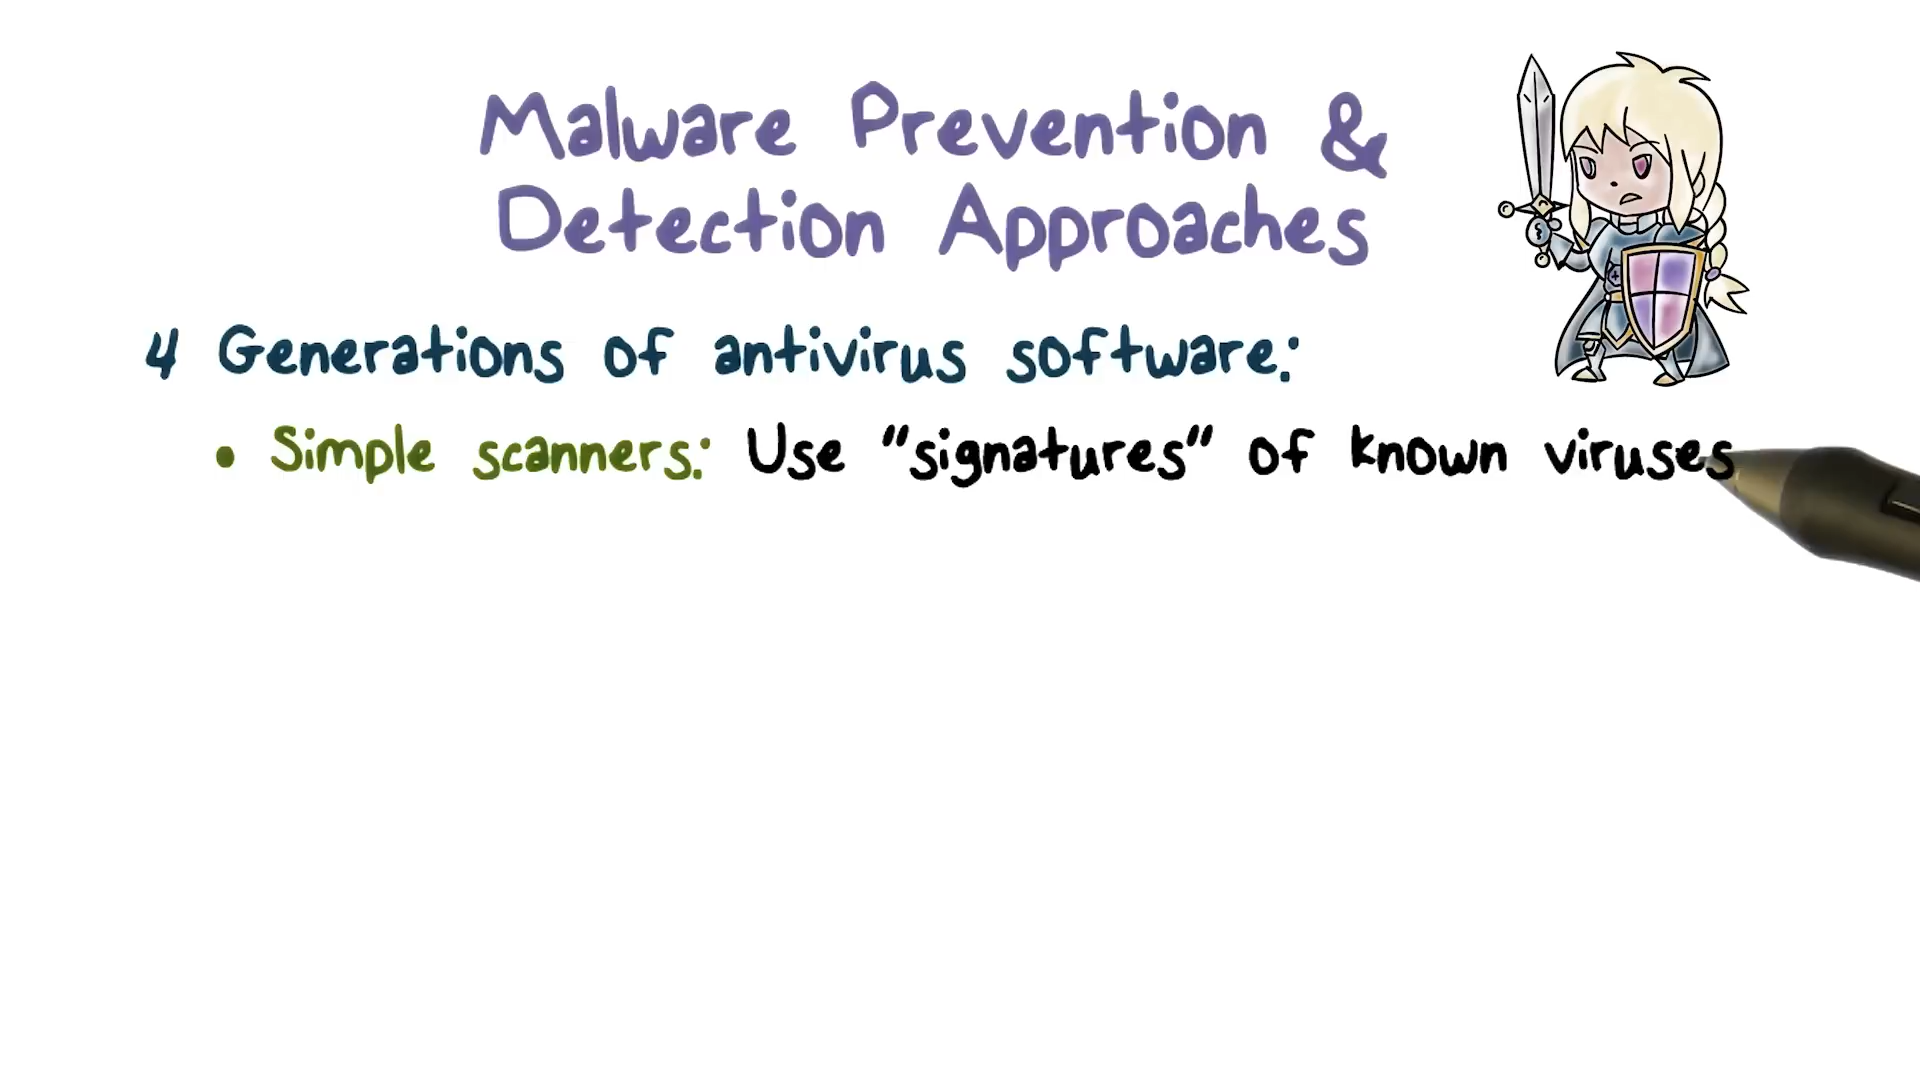 Malware Prevention &
Detection Approaches
4 Generations of antivirus software:
• Simple scanners: Use "signatures" of known viruses